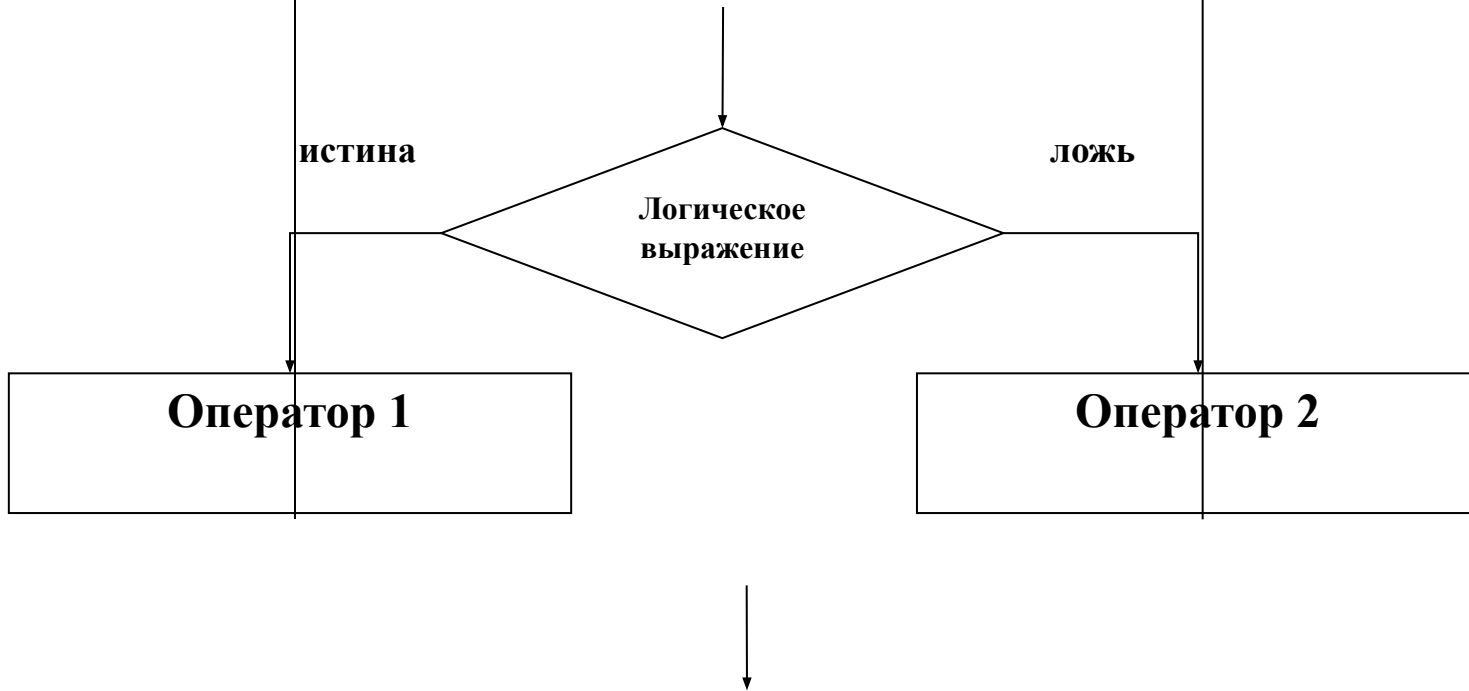 истина
ложь
Логическое
выражение
Оператор 1
Оператор 2